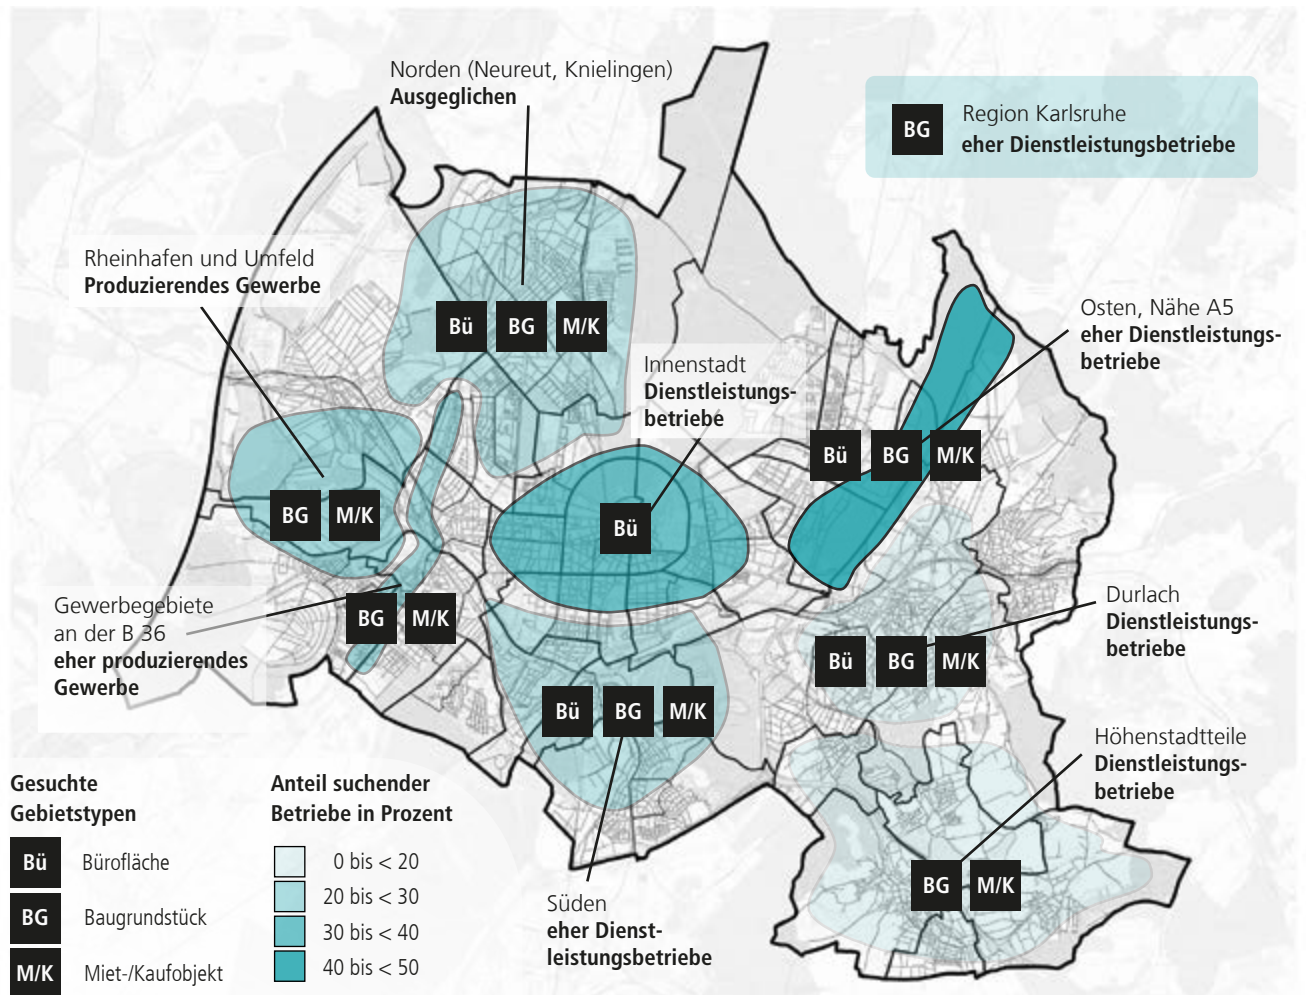 Norden (Neureut, Knielingen)
Ausgeglichen
BG
Region Karlsruhe
eher Dienstleistungsbetriebe
Rheinhafen und Umfeld
Produzierendes Gewerbe
Bü
BG
M/K
Osten, Nähe A5
eher Dienstleistungs-
betriebe
Innenstadt
Dienstleistungs-
betriebe
Bü
BG
M/K
BG
M/K
Bü
Gewerbegebiete
an der B 36
eher produzierendes
Gewerbe
BG
M/K
Durlach
Dienstleistungs-
betriebe
Bü
BG
M/K
Bü
BG
M/K
Höhenstadtteile
Dienstleistungs-
betriebe
BG
M/K
Süden
eher Dienst-
leistungsbetriebe
Gesuchte
Gebietstypen
Bü Bürofläche
BG Baugrundstück
M/K Miet-/Kaufobjekt
Anteil suchender
Betriebe in Prozent
0 bis < 20
20 bis < 30
30 bis < 40
40 bis < 50